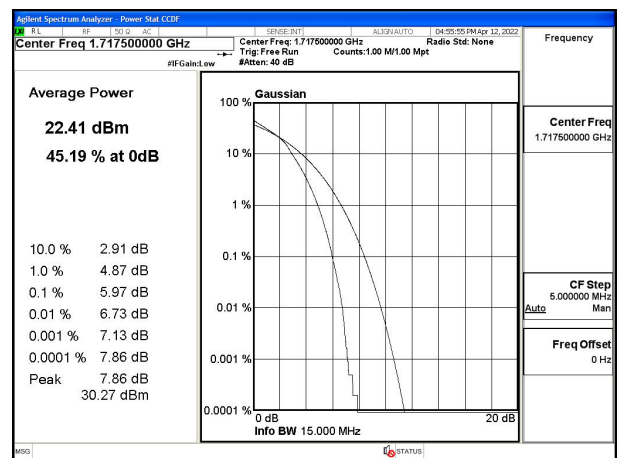 Agilent Spectrum Analyzer - Power Stat CCDF
RL RF 50 Ω AC SENSE:INT ALIGN AUTO 04:55:55 PM Apr 12, 2022
Center Freq 1.717500000 GHz
Center Freq: 1.717500000 GHz Radio Std: None
Trig: Free Run Counts:1.00 M/1.00 Mpt
#IFGain:Low #Atten: 40 dB
Frequency
Average Power
22.41 dBm
45.19 % at 0dB
10.0 % 2.91 dB
1.0 % 4.87 dB
0.1 % 5.97 dB
0.01 % 6.73 dB
0.001 % 7.13 dB
0.0001 % 7.86 dB
Peak 7.86 dB
30.27 dBm
Gaussian
100 %
10 %
1 %
0.1 %
0.01 %
0.001 %
0.0001 %
0 dB 20 dB
Info BW 15.000 MHz
Center Freq
1.717500000 GHz
CF Step
5.000000 MHz
Auto Man
Freq Offset
0 Hz
MSG STATUS